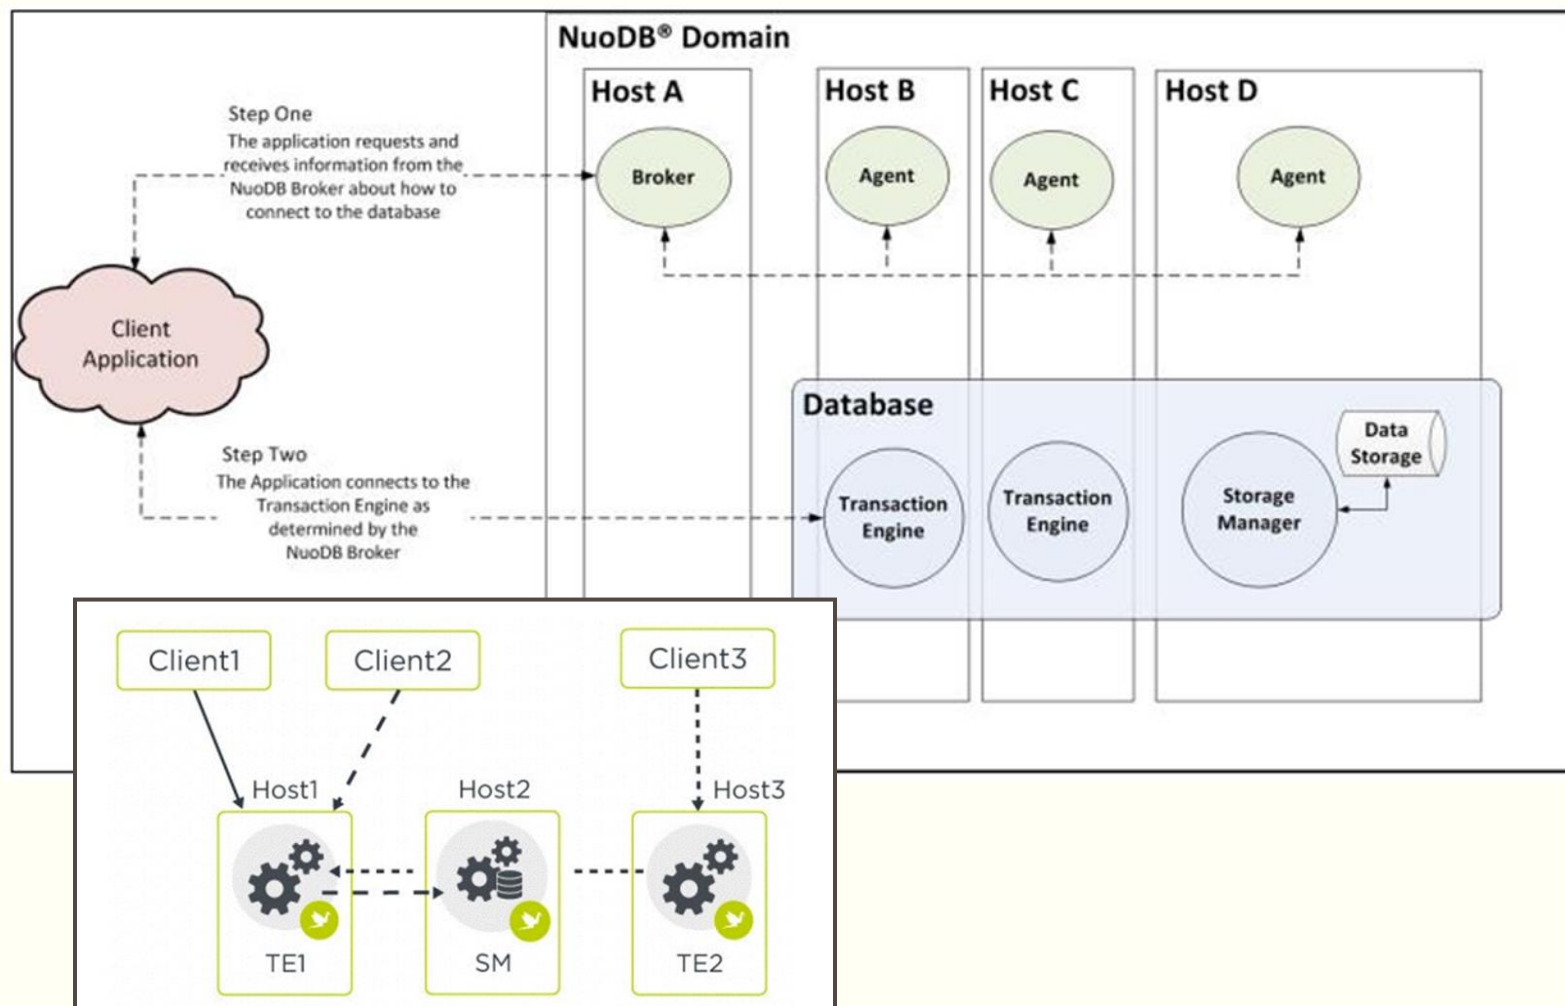 NuoDB® Domain
Host A
Host B
Host C
Host D
Step One
The application requests and
receives information from the
NuoDB Broker about how to
connect to the database
Broker
Agent
Agent
Agent
Client
Application
Database
Data
Storage
Step Two
The Application connects to the
Transaction Engine as
determined by the
NuoDB Broker
Transaction
Engine
Transaction
Engine
Storage
Manager
Client1
Client2
Client3
Host1
Host2
Host3
TE1
SM
TE2